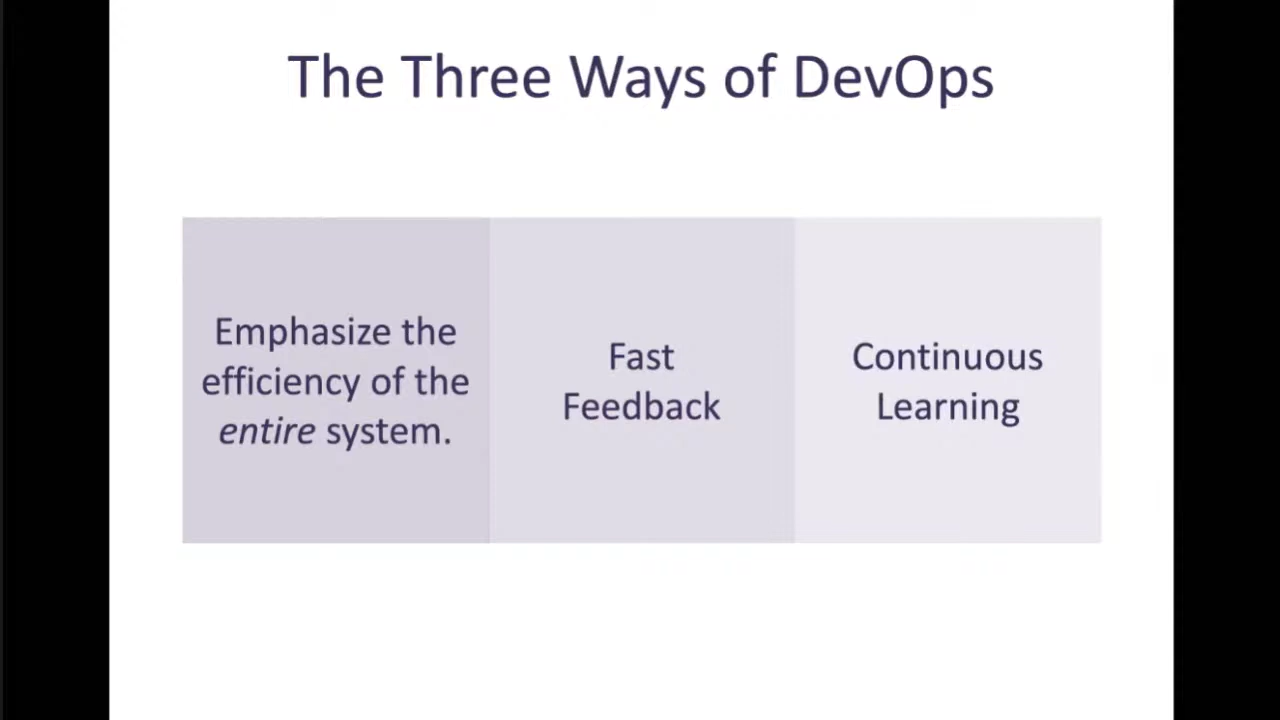 The Three Ways of DevOps
Emphasize the
efficiency of the
entire system.
Fast
Feedback
Continuous
Learning